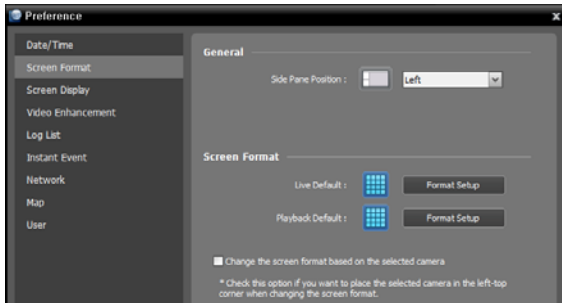 Preference
Date/Time
Screen Format
Screen Display
Video Enhancement
Log List
Instant Event
Network
Map
User
General
Side Pane Position :
Left
Screen Format
Live Default :
Format Setup
Playback Default :
Format Setup
Change the screen format based on the selected camera
* Check this option if you want to place the selected camera in the left-top
corner when changing the screen format.